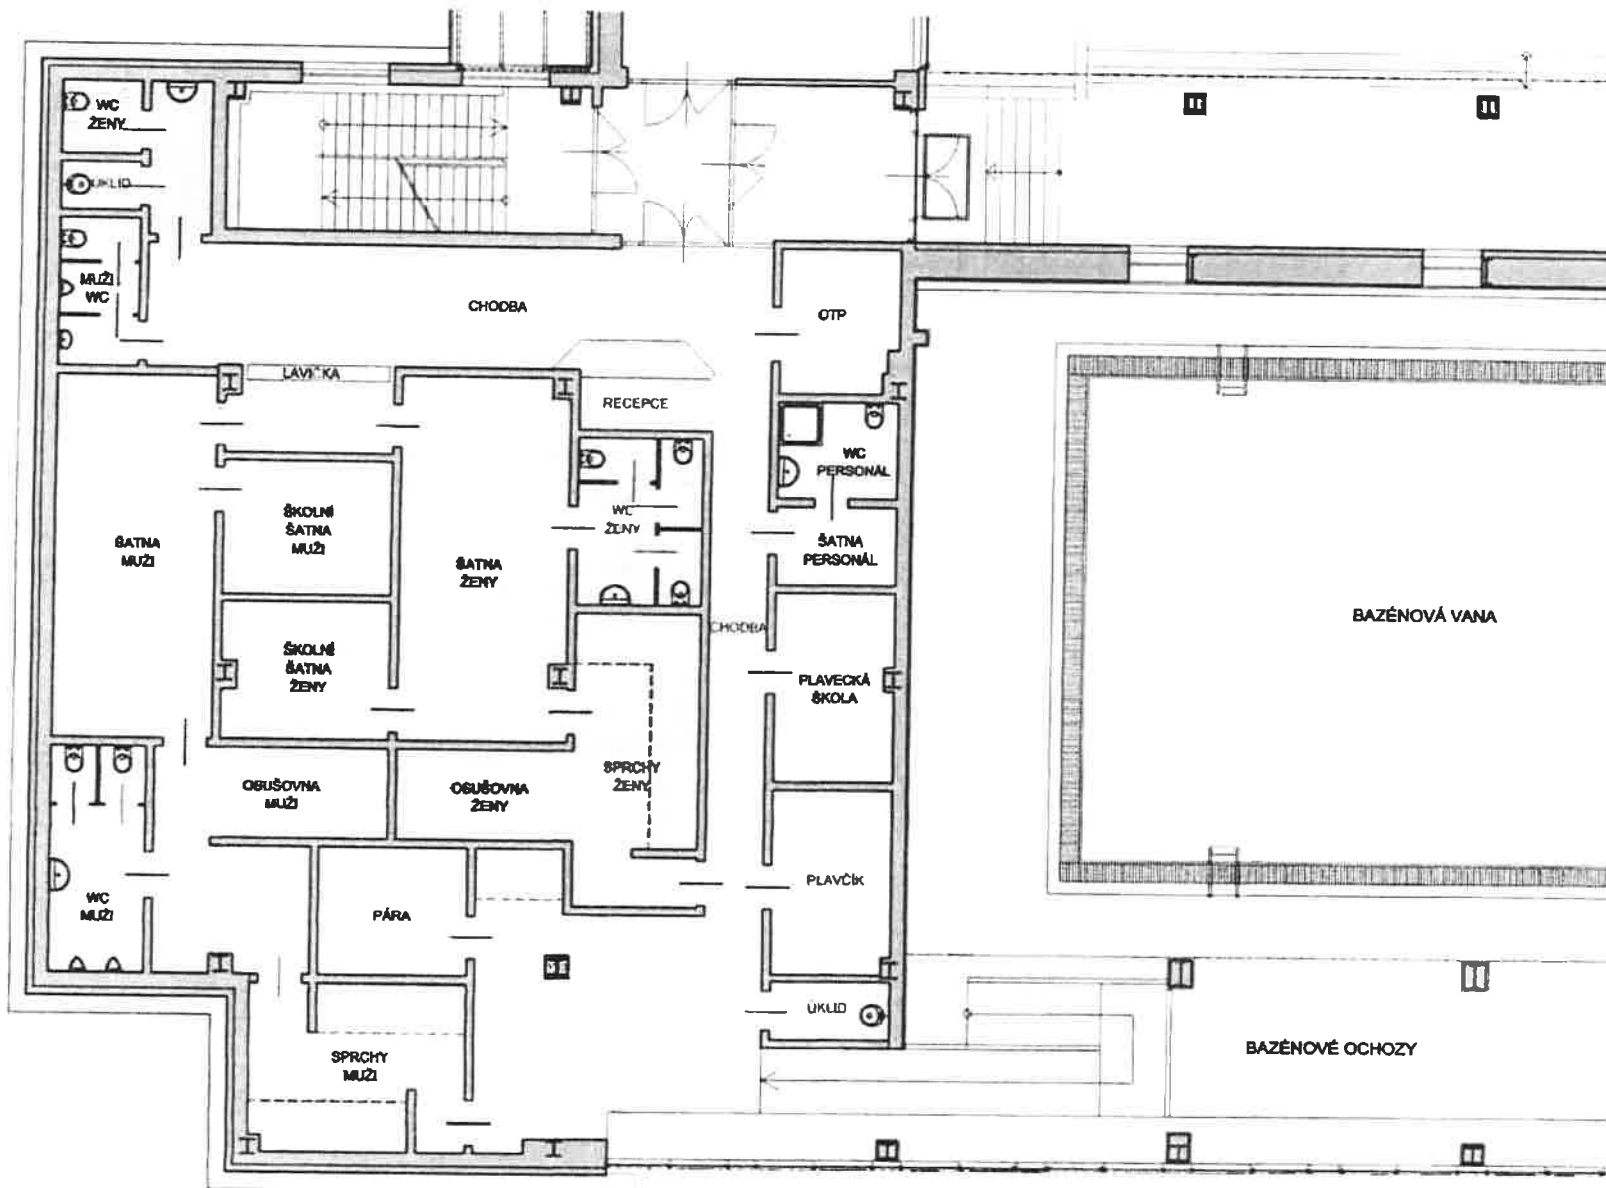 WC
ŽENY
ÚKLID
MUŽI
WC
CHODBA
OTP
LAVIČKA
RECEPCE
WC
PERSONÁL
ŠKOLNÍ
ŠATNA
MUŽI
WC
ŽENY
ŠATNA
MUŽI
ŠATNA
ŽENY
ŠATNA
PERSONÁL
BAZÉNOVÁ VANA
CHODBA
ŠKOLNÍ
ŠATNA
ŽENY
PLAVECKÁ
ŠKOLA
OSUŠOVNA
MUŽI
OSUŠOVNA
ŽENY
SPRCHY
ŽENY
PLAVČÍK
WC
MUŽI
PÁRA
ÚKLID
SPRCHY
MUŽI
BAZÉNOVÉ OCHOZY